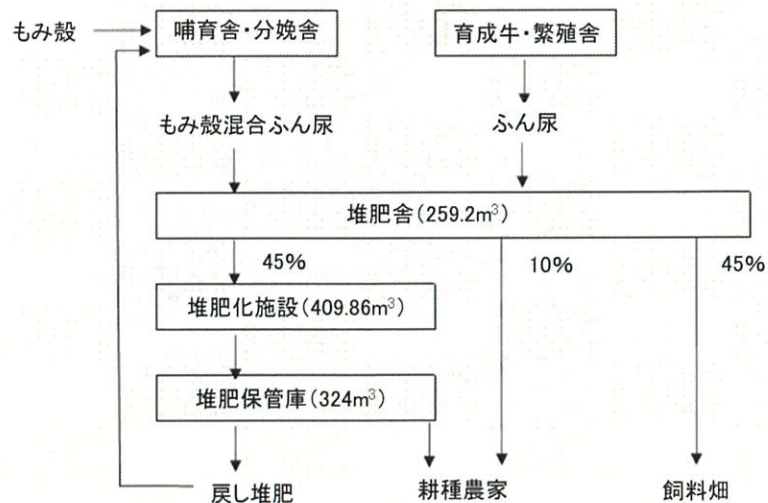 もみ殻
哺育舎・分娩舎
育成牛・繁殖舎
もみ殻混合ふん尿
ふん尿
堆肥舎(259.2m³)
45%
10%
45%
堆肥化施設(409.86m³)
堆肥保管庫(324m³)
戻し堆肥
耕種農家
飼料畑